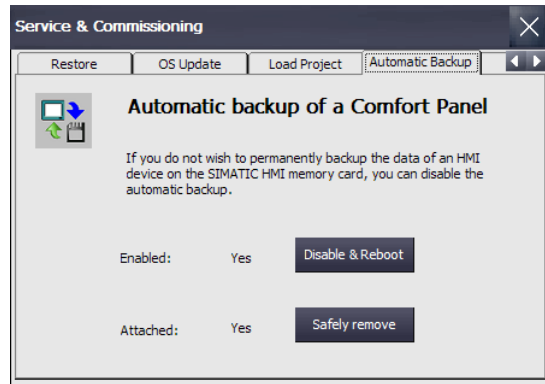 Service & Commissioning
Restore
OS Update
Load Project
Automatic Backup
Automatic backup of a Comfort Panel
If you do not wish to permanently backup the data of an HMI
device on the SIMATIC HMI memory card, you can disable the
automatic backup.
Enabled: Yes Disable & Reboot
Attached: Yes Safely remove